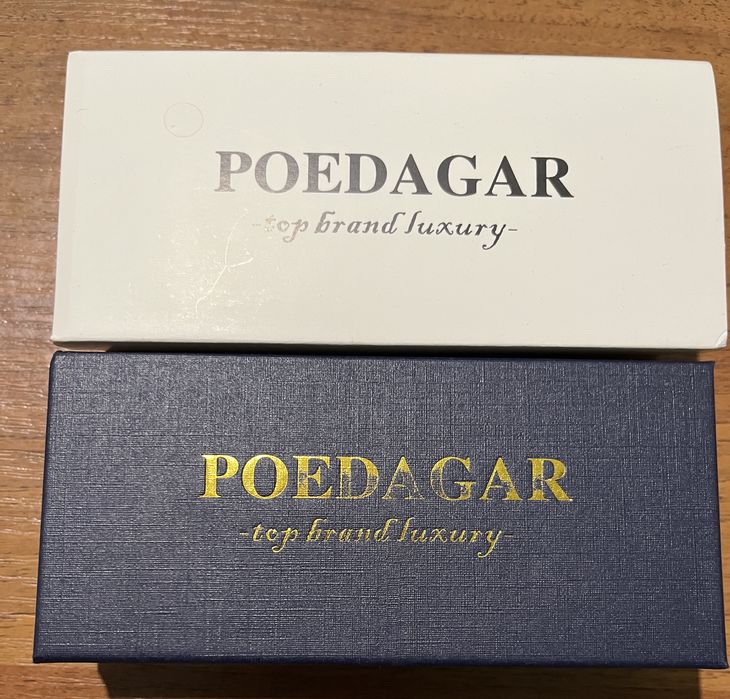 POEDAGAR
-top brand luxury-
POEDAGAR
-top brand luxury-